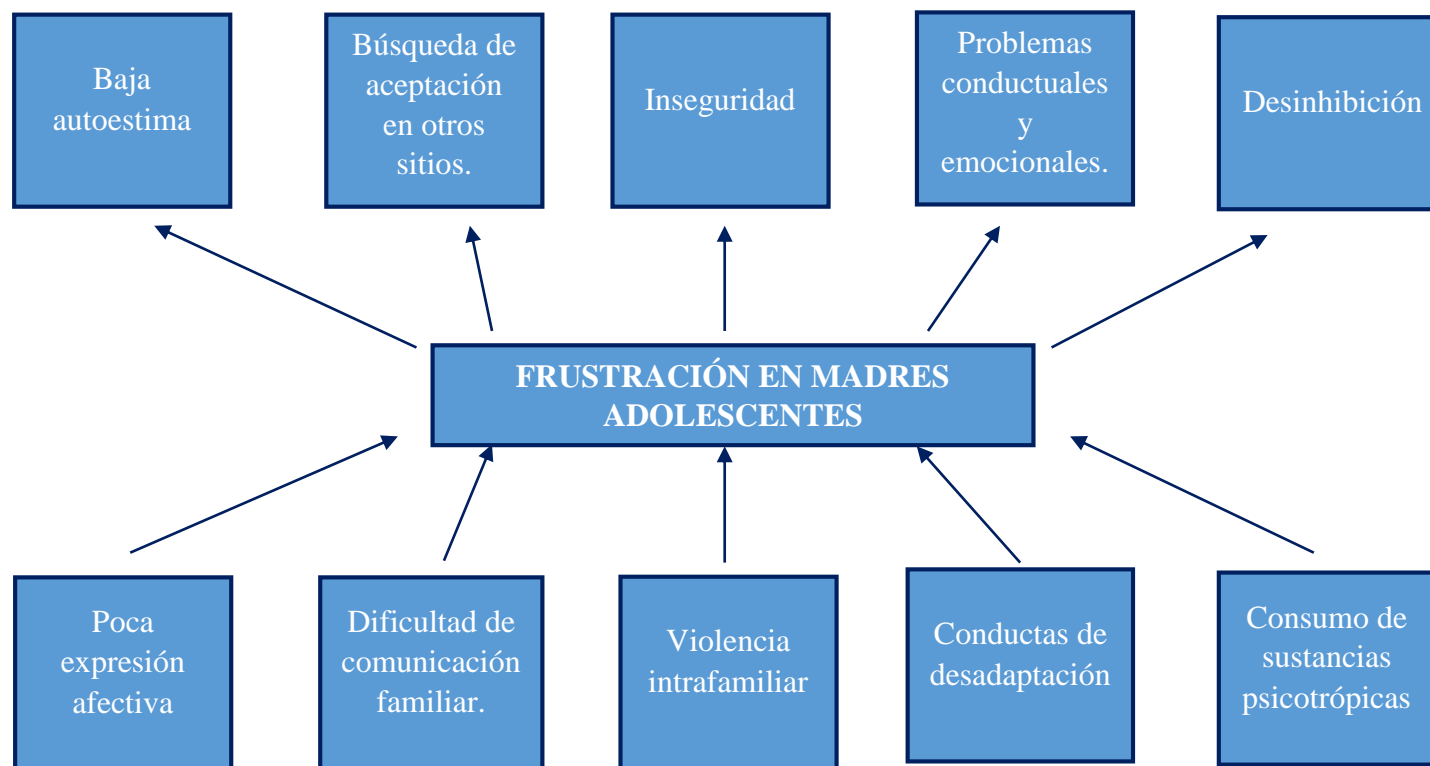 Baja
autoestima
Búsqueda de
aceptación
en otros
sitios.
Inseguridad
Problemas
conductuales
y
emocionales.
Desinhibición
FRUSTRACIÓN EN MADRES
ADOLESCENTES
Poca
expresión
afectiva
Dificultad de
comunicación
familiar.
Violencia
intrafamiliar
Conductas de
desadaptación
Consumo de
sustancias
psicotrópicas